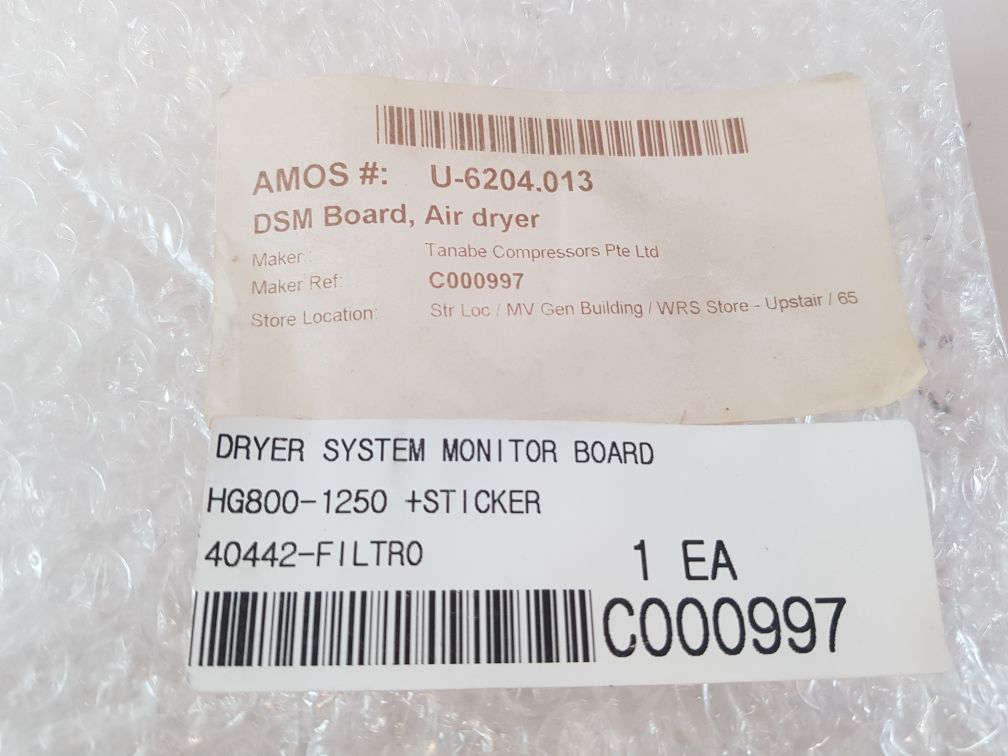 AMOS #: U-6204.013
DSM Board, Air dryer
Maker: Tanabe Compressors Pte Ltd
Maker Ref: C000997
Store Location: Str Loc / MV Gen Building / WRS Store - Upstair / 65
DRYER SYSTEM MONITOR BOARD
HG800-1250 +STICKER
40442-FILTRO 1 EA
C000997